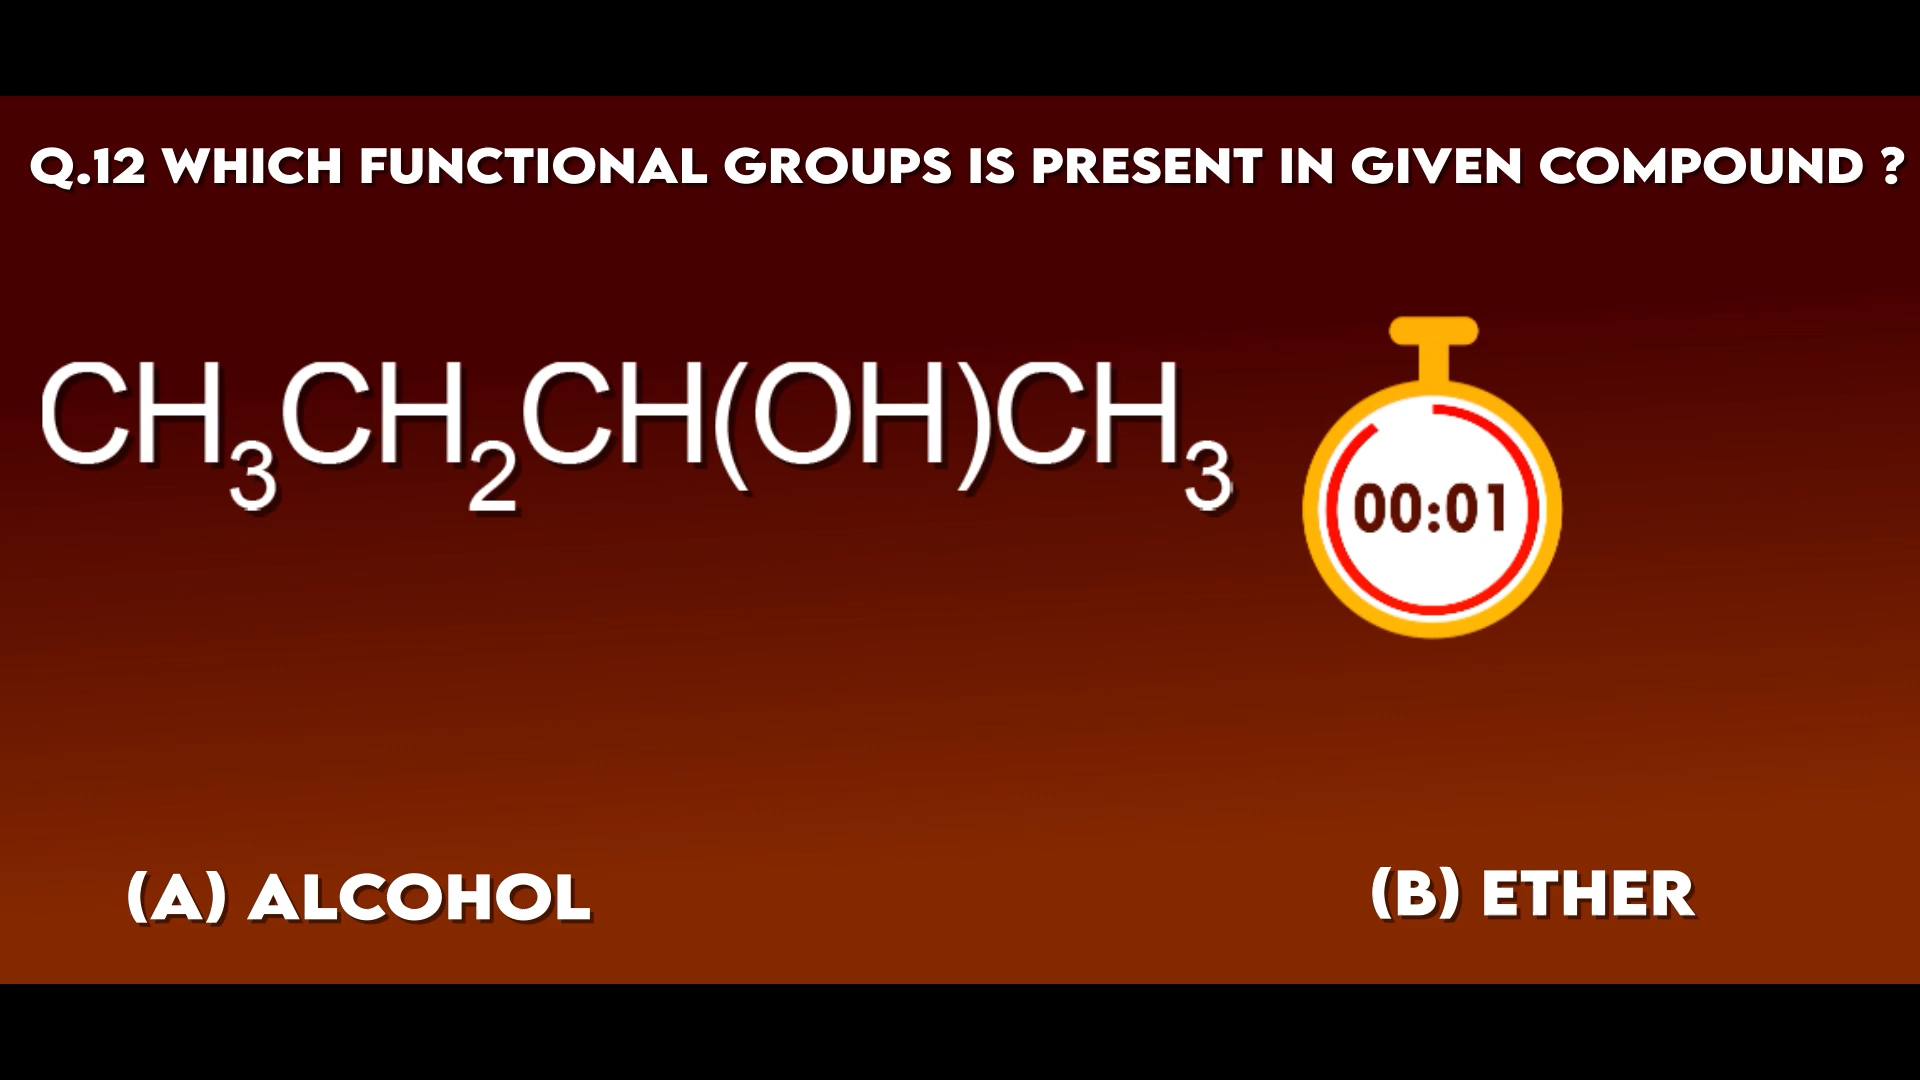 Q.12 WHICH FUNCTIONAL GROUPS IS PRESENT IN GIVEN COMPOUND ?
CH₃CH₂CH(OH)CH₃
00:01
(A) ALCOHOL
(B) ETHER